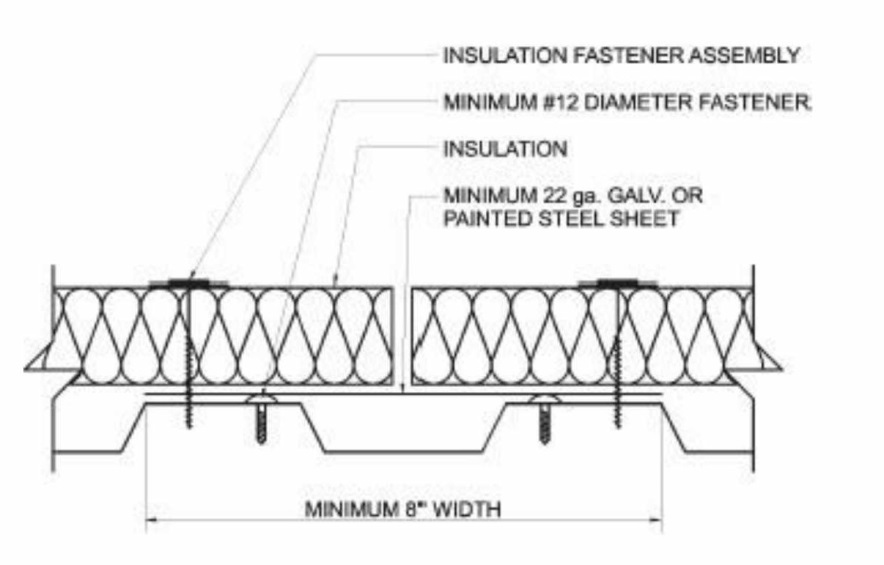 INSULATION FASTENER ASSEMBLY
MINIMUM #12 DIAMETER FASTENER
INSULATION
MINIMUM 22 ga. GALV. OR
PAINTED STEEL SHEET
MINIMUM 8"' WIDTH